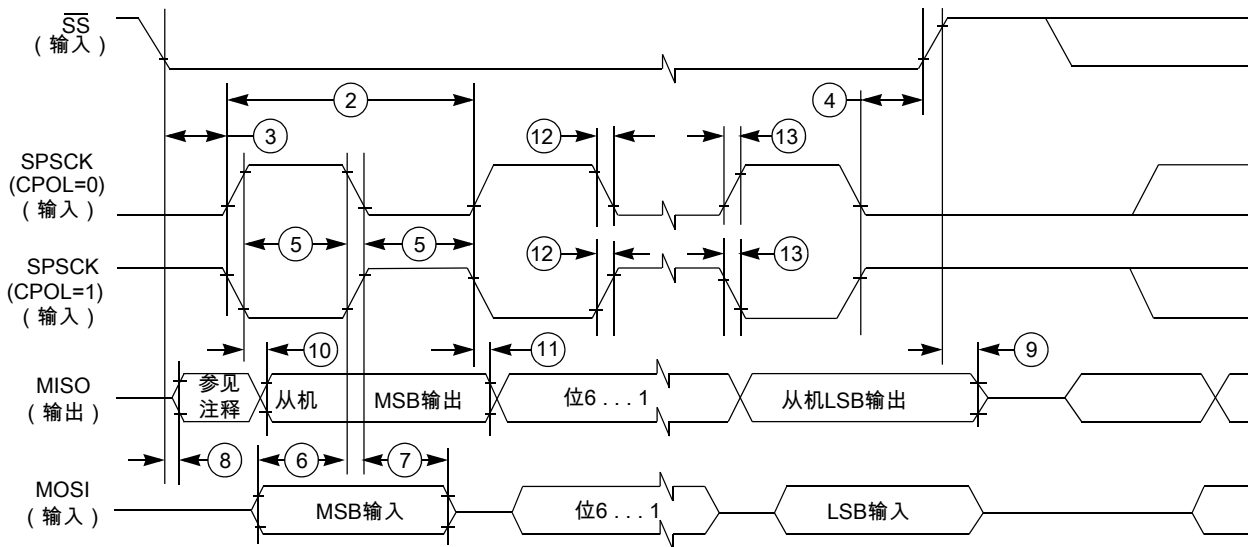 SS
(输入)
②
④
③
⑫
⑬
SPSCK
(CPOL=0)
(输入)
⑤
⑤
⑫
⑬
SPSCK
(CPOL=1)
(输入)
⑩
⑪
⑨
MISO
(输出)
参见
注释
从机
MSB输出
位6 . . . 1
从机LSB输出
⑧
⑥
⑦
MOSI
(输入)
MSB输入
位6 . . . 1
LSB输入